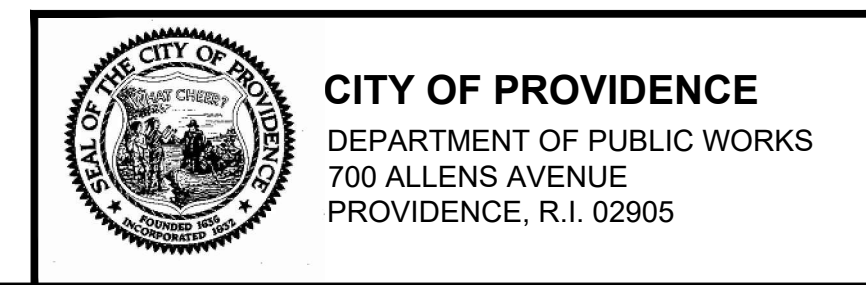 SEAL OF THE CITY OF PROVIDENCE
WHAT CHEER?
FOUNDED 1636
INCORPORATED 1832
CITY OF PROVIDENCE
DEPARTMENT OF PUBLIC WORKS
700 ALLENS AVENUE
PROVIDENCE, R.I. 02905